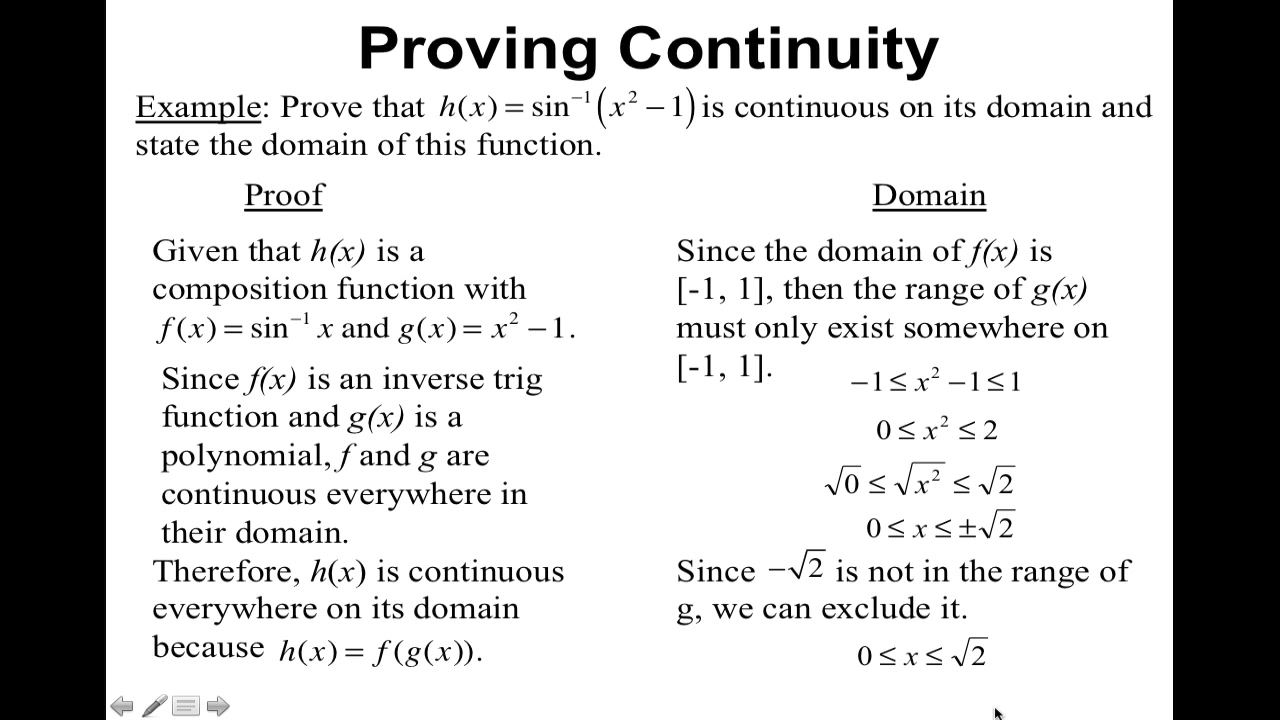 Proving Continuity
Example: Prove that h(x) = sin⁻¹(x² − 1) is continuous on its domain and
state the domain of this function.
Proof
Given that h(x) is a
composition function with
f(x) = sin⁻¹ x and g(x) = x² − 1.
Since f(x) is an inverse trig
function and g(x) is a
polynomial, f and g are
continuous everywhere in
their domain.
Therefore, h(x) is continuous
everywhere on its domain
because h(x) = f(g(x)).
Domain
Since the domain of f(x) is
[-1, 1], then the range of g(x)
must only exist somewhere on
[-1, 1].
−1 ≤ x² − 1 ≤ 1
0 ≤ x² ≤ 2
√0 ≤ √x² ≤ √2
0 ≤ x ≤ ±√2
Since −√2 is not in the range of
g, we can exclude it.
0 ≤ x ≤ √2